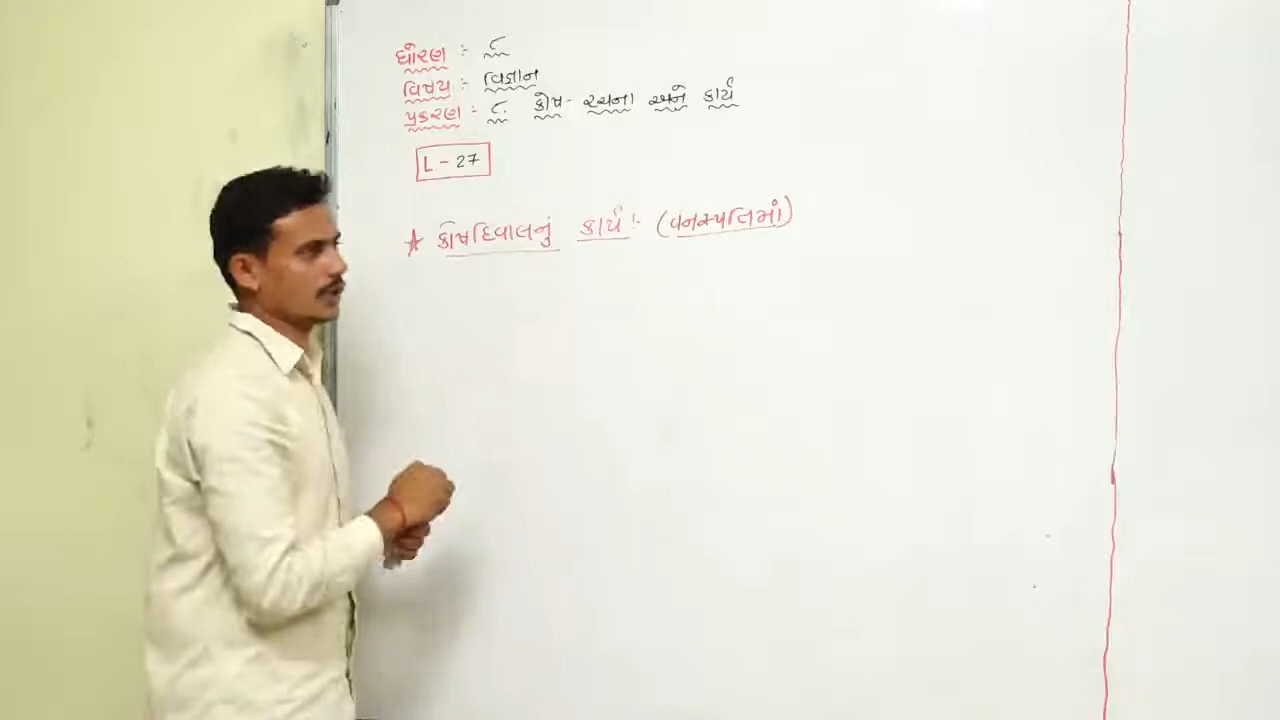 ધોરણ :- ૮
વિષય :- વિજ્ઞાન
પ્રકરણ :- ૮. કોષ - રચના અને કાર્ય
L - 27
★ કોષદિવાલનું કાર્ય :- (વનસ્પતિમાં)